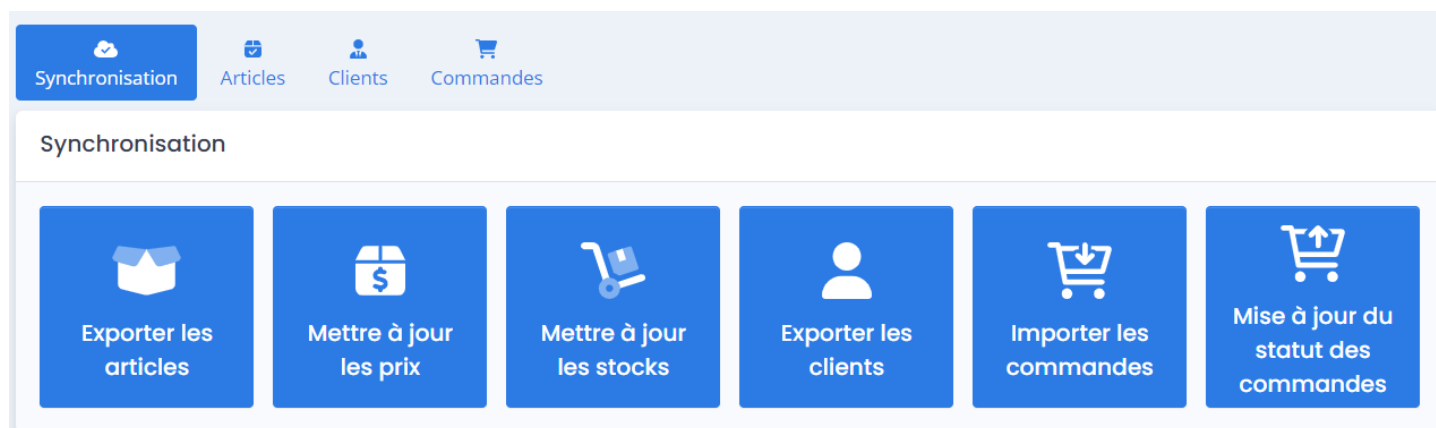 Synchronisation
Articles
Clients
Commandes
Synchronisation
Exporter les
articles
$
Mettre à jour
les prix
Mettre à jour
les stocks
Exporter les
clients
Importer les
commandes
Mise à jour du
statut des
commandes